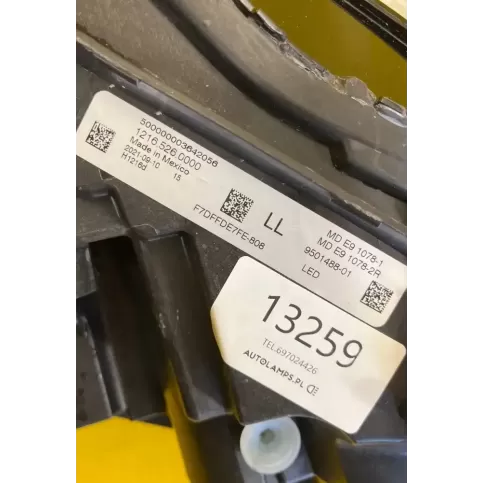 500000003642056
1216.526.0000
Made in Mexico
2021-09-10 15
H1216d
F7DFFDE7FE-808
LL
MD E9 1078-1
MD E9 1078-2R
9501488-01
LED
13259
TEL.697024426
AUTOLAMPS.PL